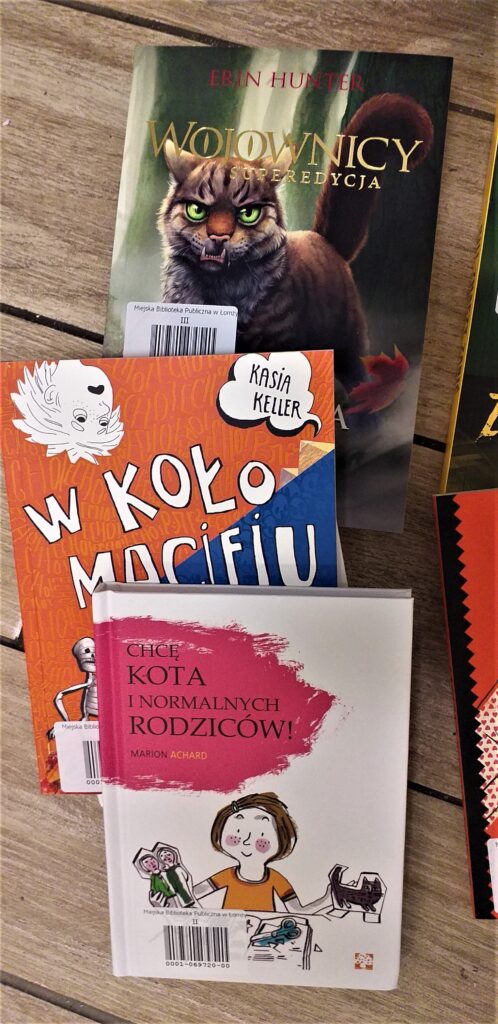 ERIN HUNTER
WOJOWNICY
SUPEREDYCJA
Miejska Biblioteka Publiczna w Łomży
III
KASIA
KELLER
W KOŁO
MACIEJU
CHCĘ
KOTA
I NORMALNYCH
RODZICÓW!
MARION ACHARD
Miejska Biblioteka Publiczna w Łomży
II
0001-069720-00